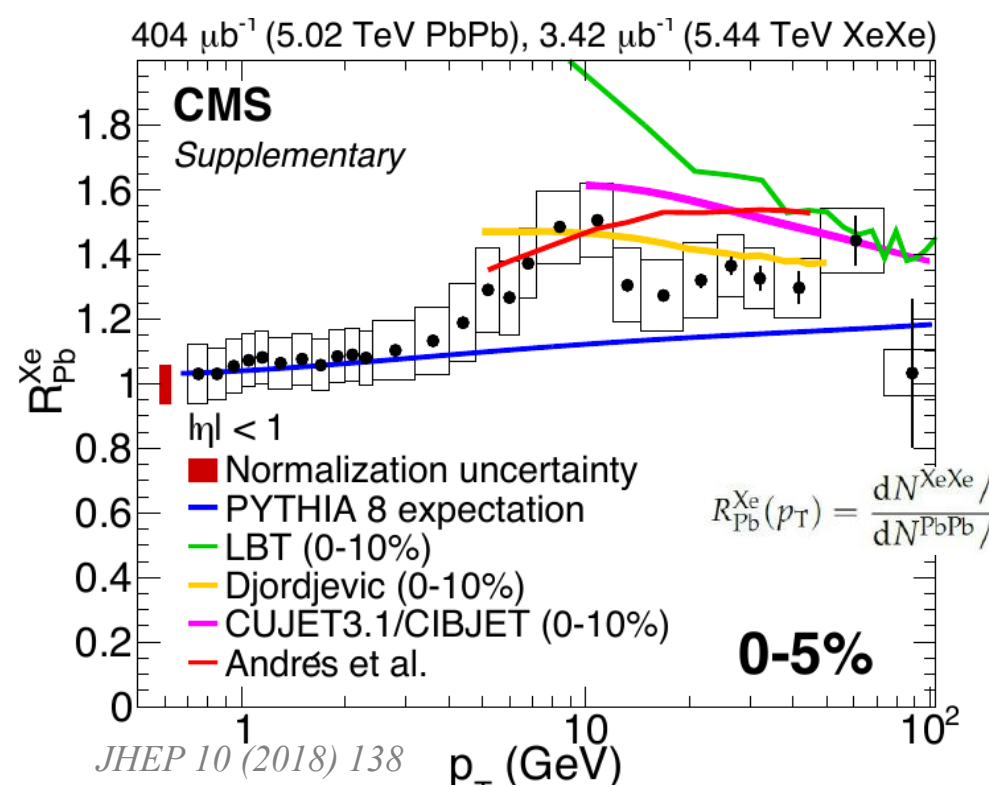 404 μb⁻¹ (5.02 TeV PbPb), 3.42 μb⁻¹ (5.44 TeV XeXe)
CMS
Supplementary
1.8
1.6
1.4
1.2
1
0.8
0.6
0.4
0.2
0
R^Xe_Pb
|η| < 1
Normalization uncertainty
PYTHIA 8 expectation
LBT (0-10%)
Djordjevic (0-10%)
CUJET3.1/CIBJET (0-10%)
Andrés et al.
R^Xe_Pb(p_T) = dN^XeXe/ dN^PbPb/
0-5%
1 10 10²
JHEP 10 (2018) 138
p_T (GeV)